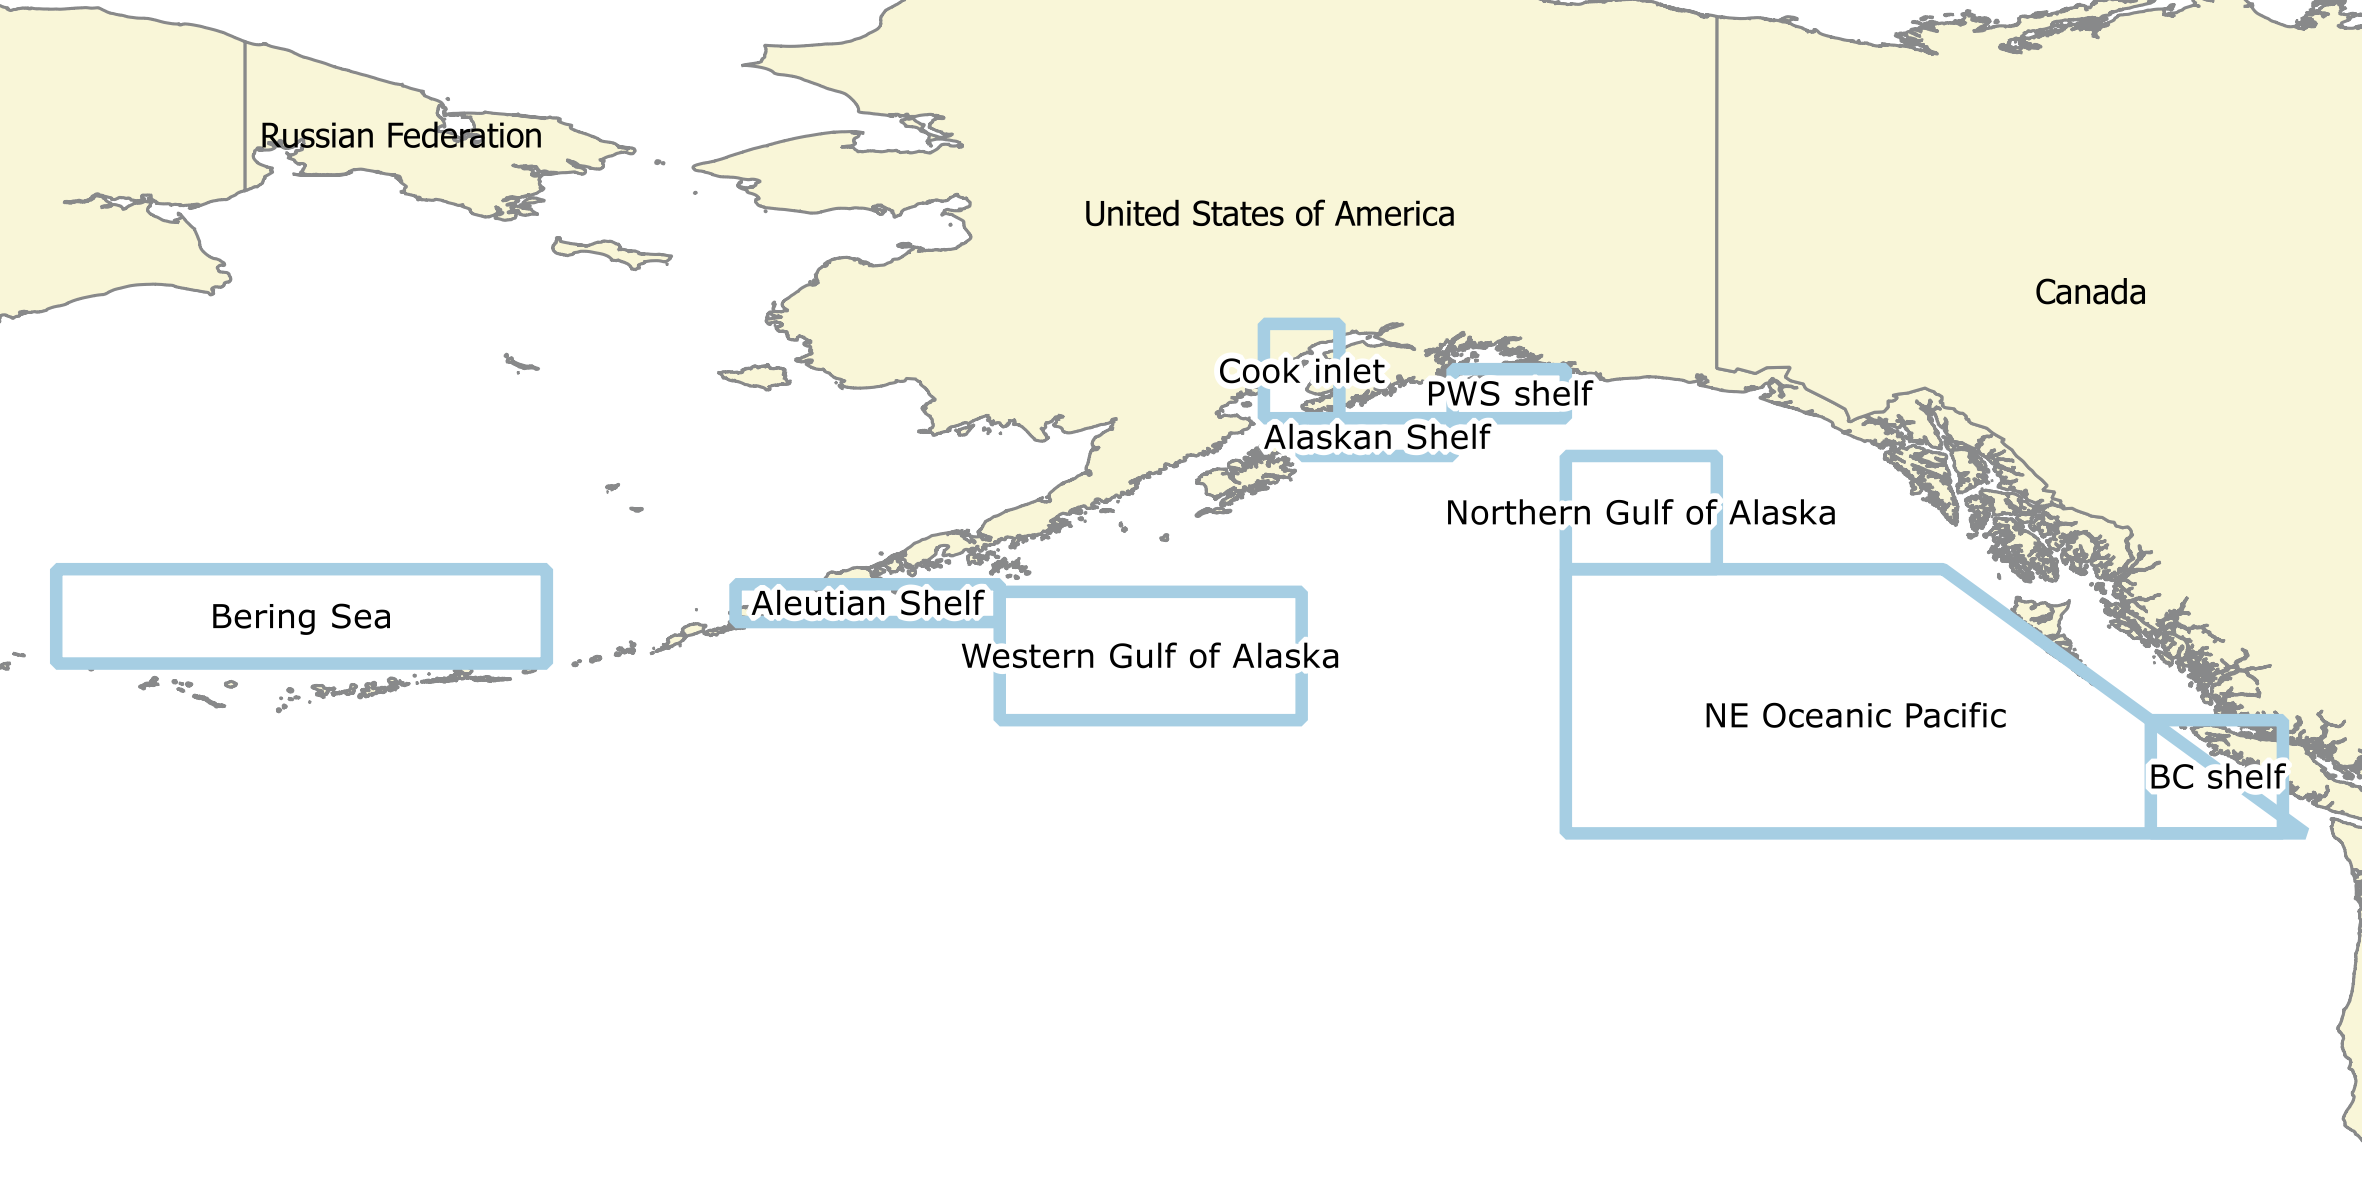 Russian Federation
United States of America
Canada
Cook inlet
PWS shelf
Alaskan Shelf
Northern Gulf of Alaska
Aleutian Shelf
Bering Sea
Western Gulf of Alaska
NE Oceanic Pacific
BC shelf